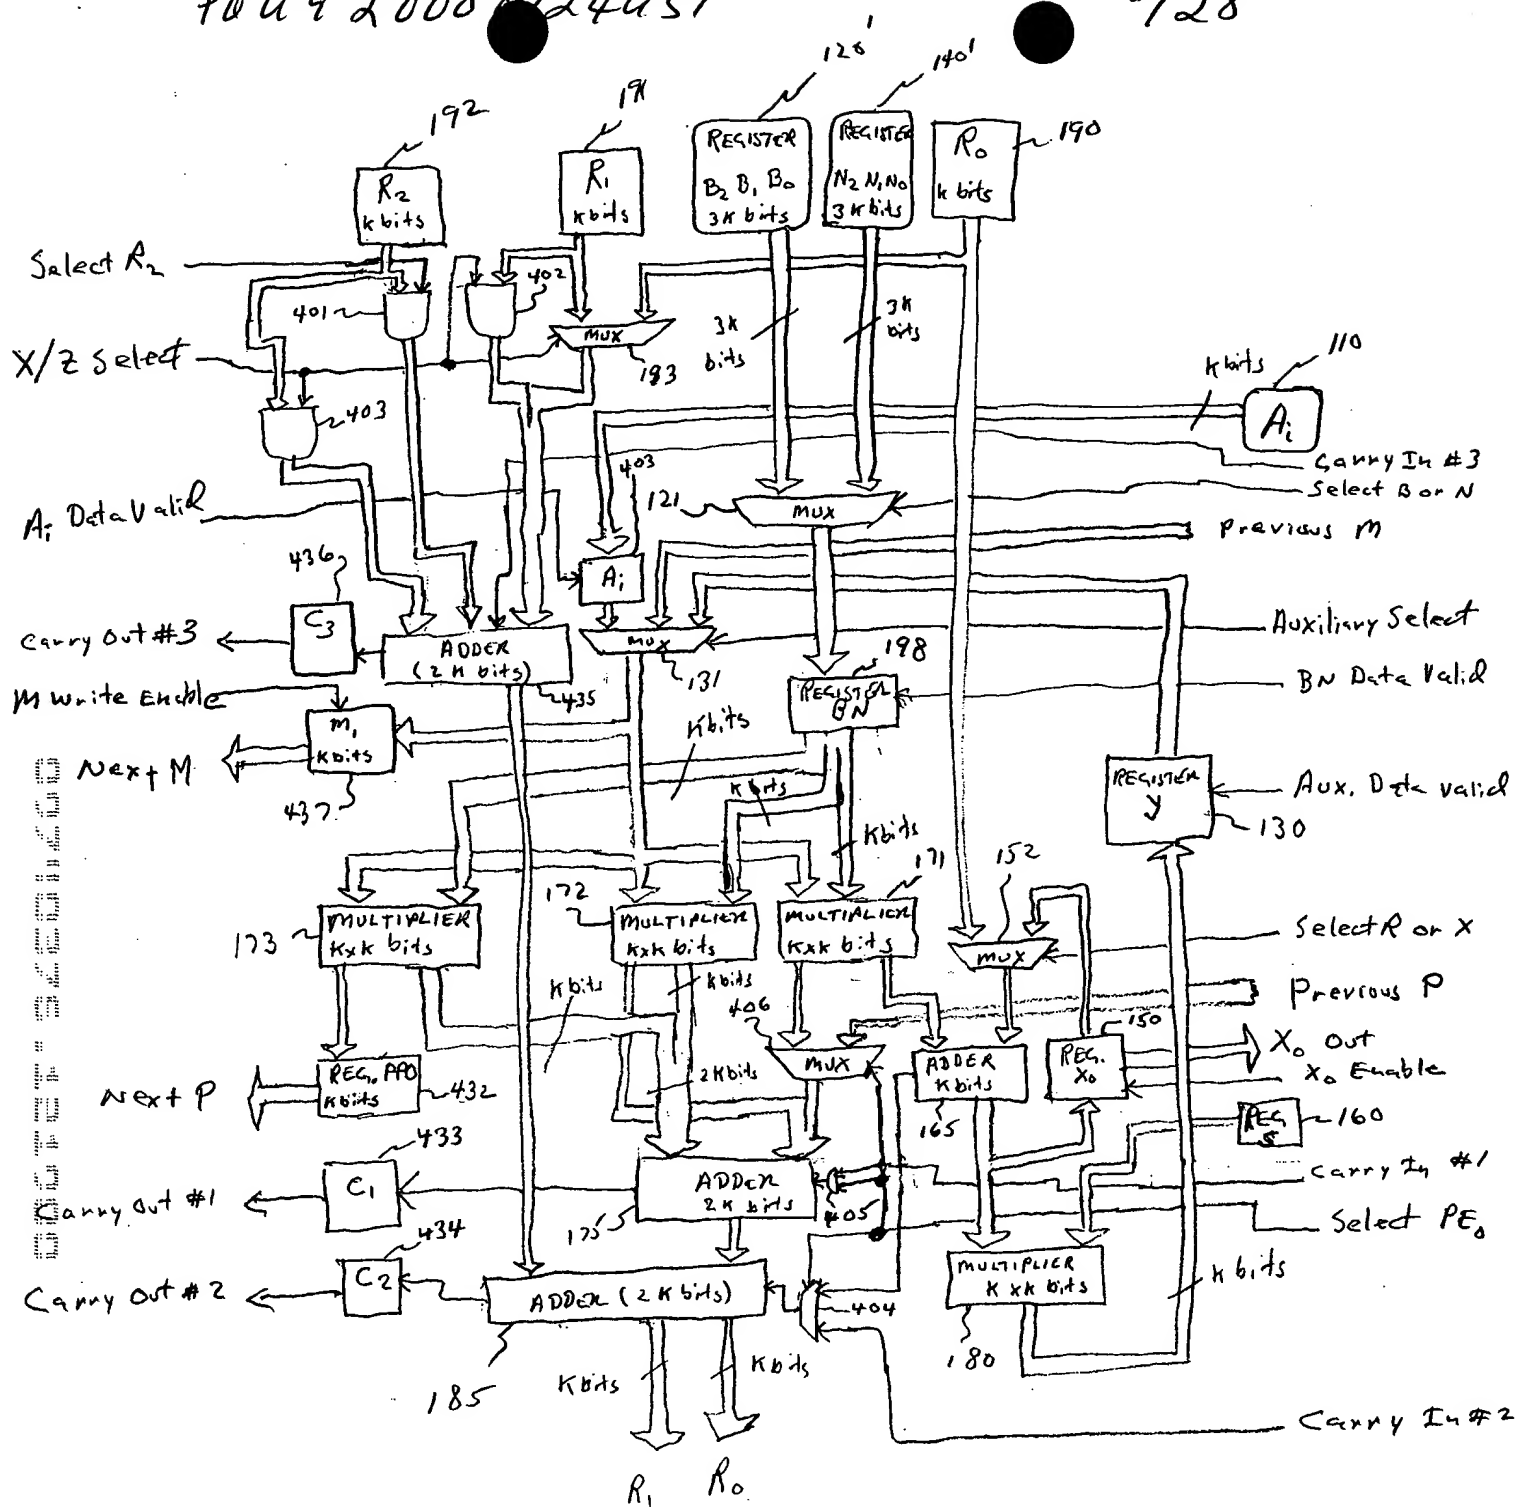 120'
140'
191
192
190
REGISTER
B2 B1 B0
3K bits
REGISTER
N2 N1 N0
3K bits
R0
k bits
R1
k bits
R2
k bits
Select R2
401
402
3K
bits
3K
bits
MUX
183
X/Z Select
K bits
110
Ai
403
Carry In #3
Select B or N
403
121
MUX
Previous M
Ai Data Valid
436
Ai
C3
Carry Out #3
ADDER
(2 K bits)
435
MUX
131
Auxiliary Select
198
REGISTER
BN
BN Data Valid
M Write Enable
M1
K bits
Next M
437
K bits
K bits
K bits
REGISTER
Y
Aux. Data Valid
130
171
152
172
173
MULTIPLIER
KxK bits
MULTIPLIER
KxK bits
MULTIPLIER
KxK bits
MUX
Select R or X
K bits
K bits
406
Previous P
150
MUX
ADDER
K bits
REG.
X0
X0 Out
X0 Enable
REG. PPO
K bits
Next P
432
2K bits
165
REG
S
160
433
C1
Carry Out #1
ADDER
2K bits
175
405
Carry In #1
Select PE0
434
C2
Carry Out #2
ADDER (2 K bits)
404
MULTIPLIER
K xK bits
K bits
180
185
K bits
K bits
Carry In #2
R1
R0